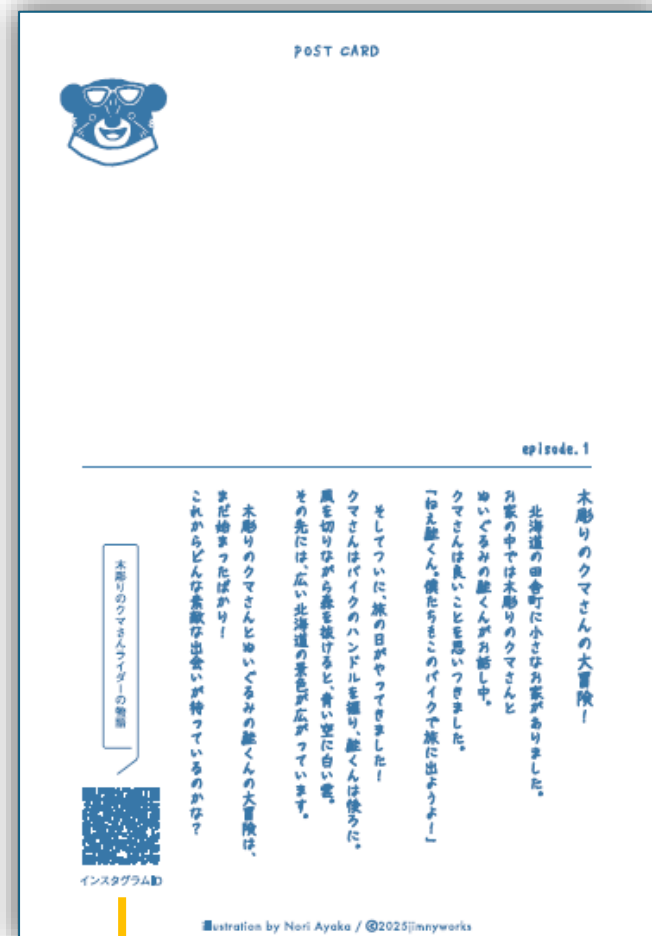 POST CARD
episode.1
木彫りのクマさんの大冒険！
北海道の田舎町に小さなお家がありました。
お家の中では木彫りのクマさんと
ぬいぐるみの鮭くんがお話し中。
クマさんは良いことを思いつきました。
「ねえ鮭くん。僕たちもこのバイクで旅に出ようよ！」
そしてついに、旅の日がやってきました！
クマさんはバイクのハンドルを握り、鮭くんは後ろに。
風を切りながら森を抜けると、青い空に白い雲。
その先には、広い北海道の景色が広がっています。
木彫りのクマさんとぬいぐるみの鮭くんの大冒険は、
まだ始まったばかり！
これからどんな素敵な出会いが待っているのかな？
木彫りのクマさんライダーの物語
インスタグラムID
Illustration by Nori Ayaka / ©2025jimnyworks